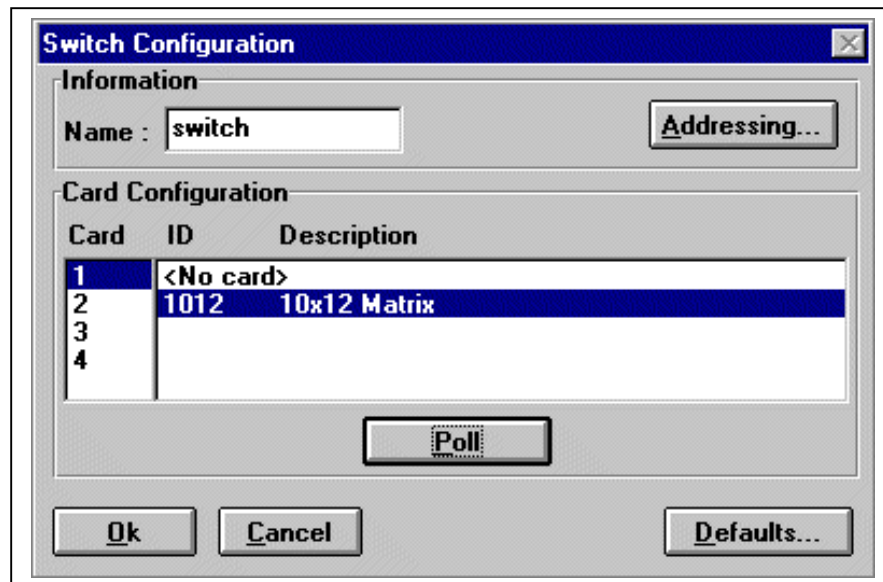 Switch Configuration
Information
Name : switch Addressing...
Card Configuration
Card ID Description
1 <No card>
2 1012 10x12 Matrix
3
4
Poll
Ok Cancel Defaults...